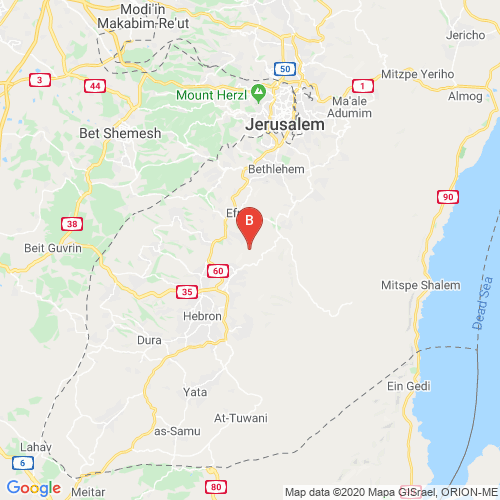 Modi'in
Makabim-Re'ut
Jericho
50
Mitzpe Yeriho
3
44
1
Mount Herzl
Almog
Ma'ale
Adumim
Jerusalem
Bet Shemesh
Bethlehem
90
B
38
Beit Guvrin
60
Mitspe Shalem
35
Dead Sea
Hebron
Dura
Ein Gedi
Yata
At-Tuwani
as-Samu
Lahav
6
80
Google
Meitar
Map data ©2020 Mapa GISrael, ORION-ME